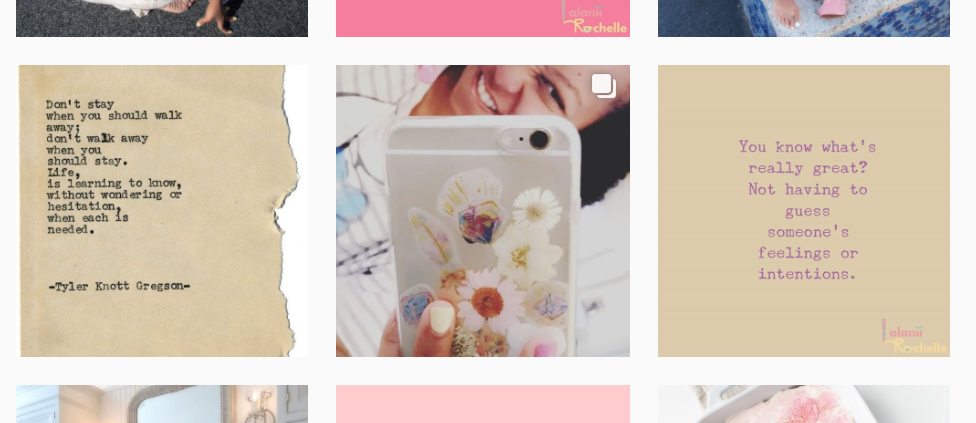 lalanii
Rochelle
Don't stay
when you should walk
away;
don't walk away
when you
should stay.
Life,
is learning to know,
without wondering or
hesitation,
when each is
needed.
-Tyler Knott Gregson-
You know what's
really great?
Not having to
guess
someone's
feelings or
intentions.
lalanii
Rochelle